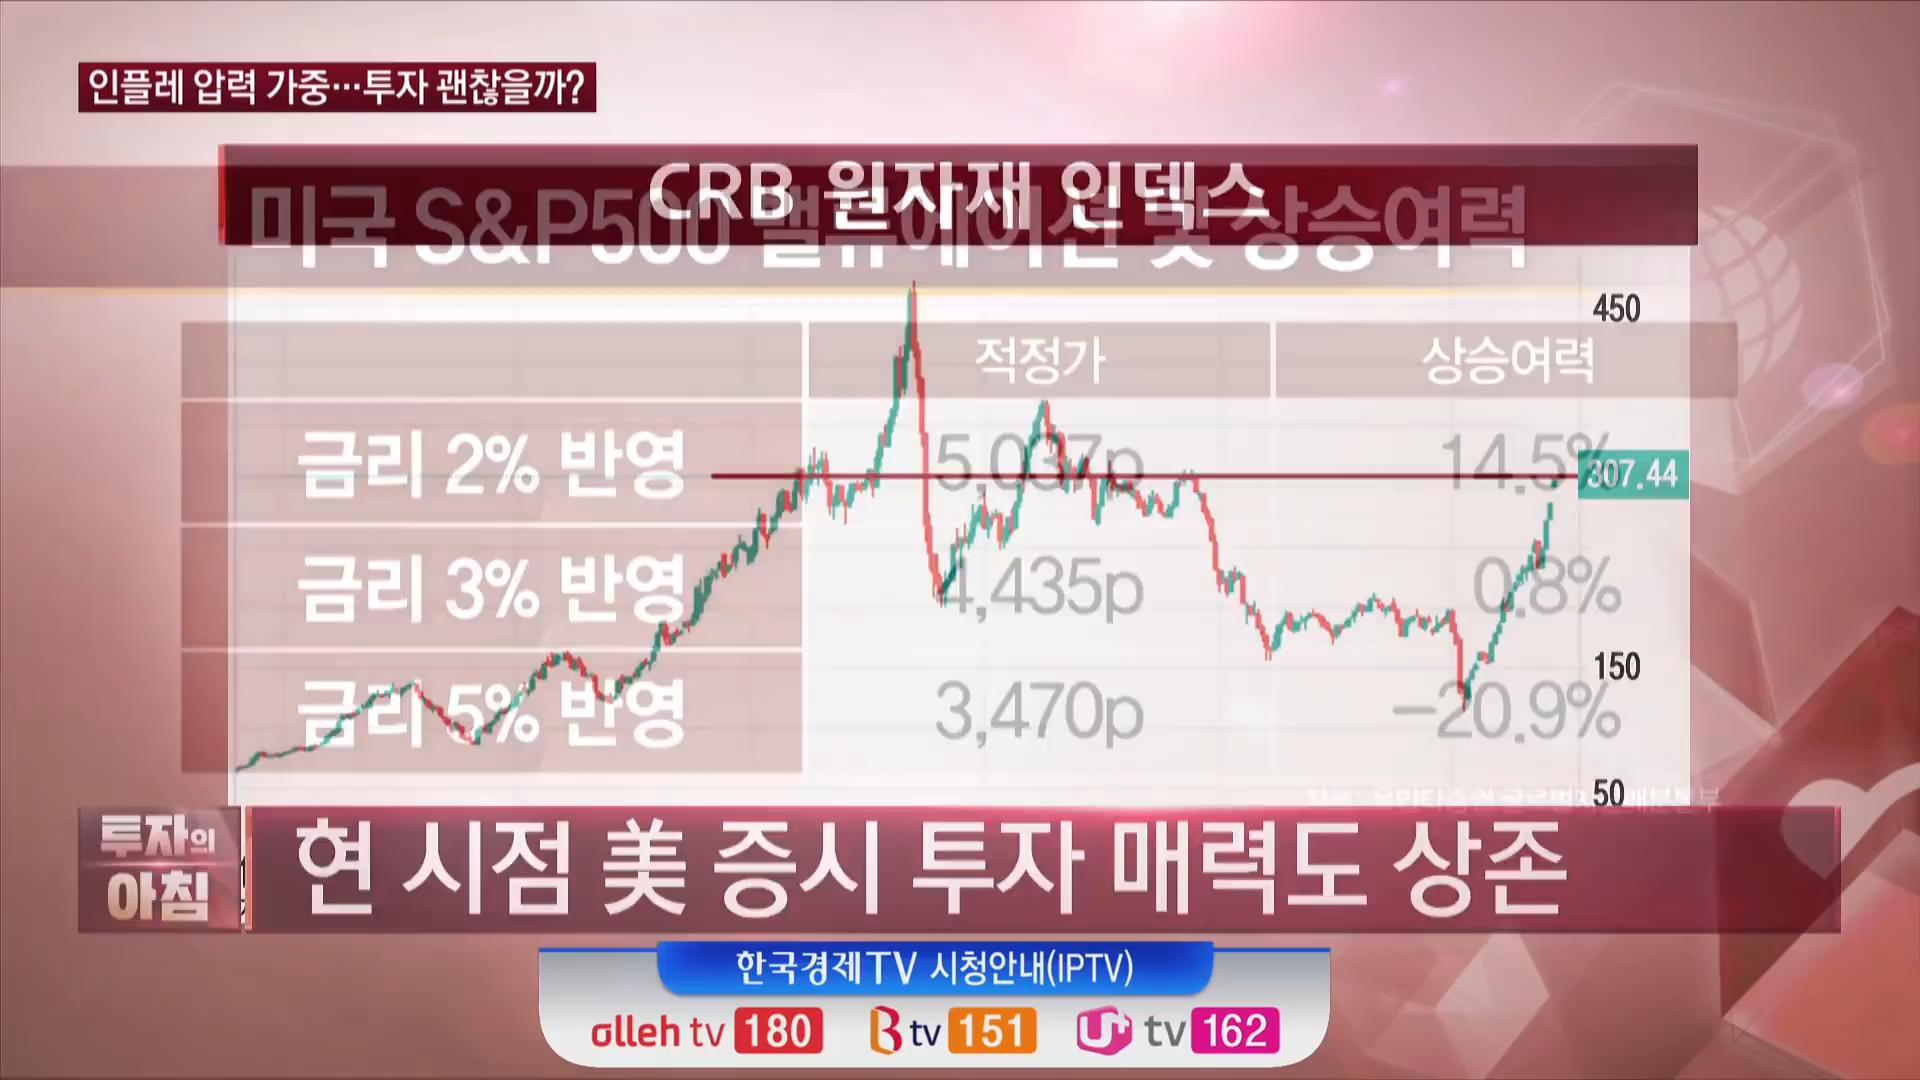 인플레 압력 가중…투자 괜찮을까?
CRB 원자재 인덱스
미국 S&P500 밸류에이션 및 상승여력
450
적정가 상승여력
금리 2% 반영 5,037p 14.5%
307.44
금리 3% 반영 4,435p 0.8%
150
금리 5% 반영 3,470p -20.9%
50
투자의
아침
현 시점 美 증시 투자 매력도 상존
한국경제TV 시청안내(IPTV)
olleh tv 180 B tv 151 U+ tv 162